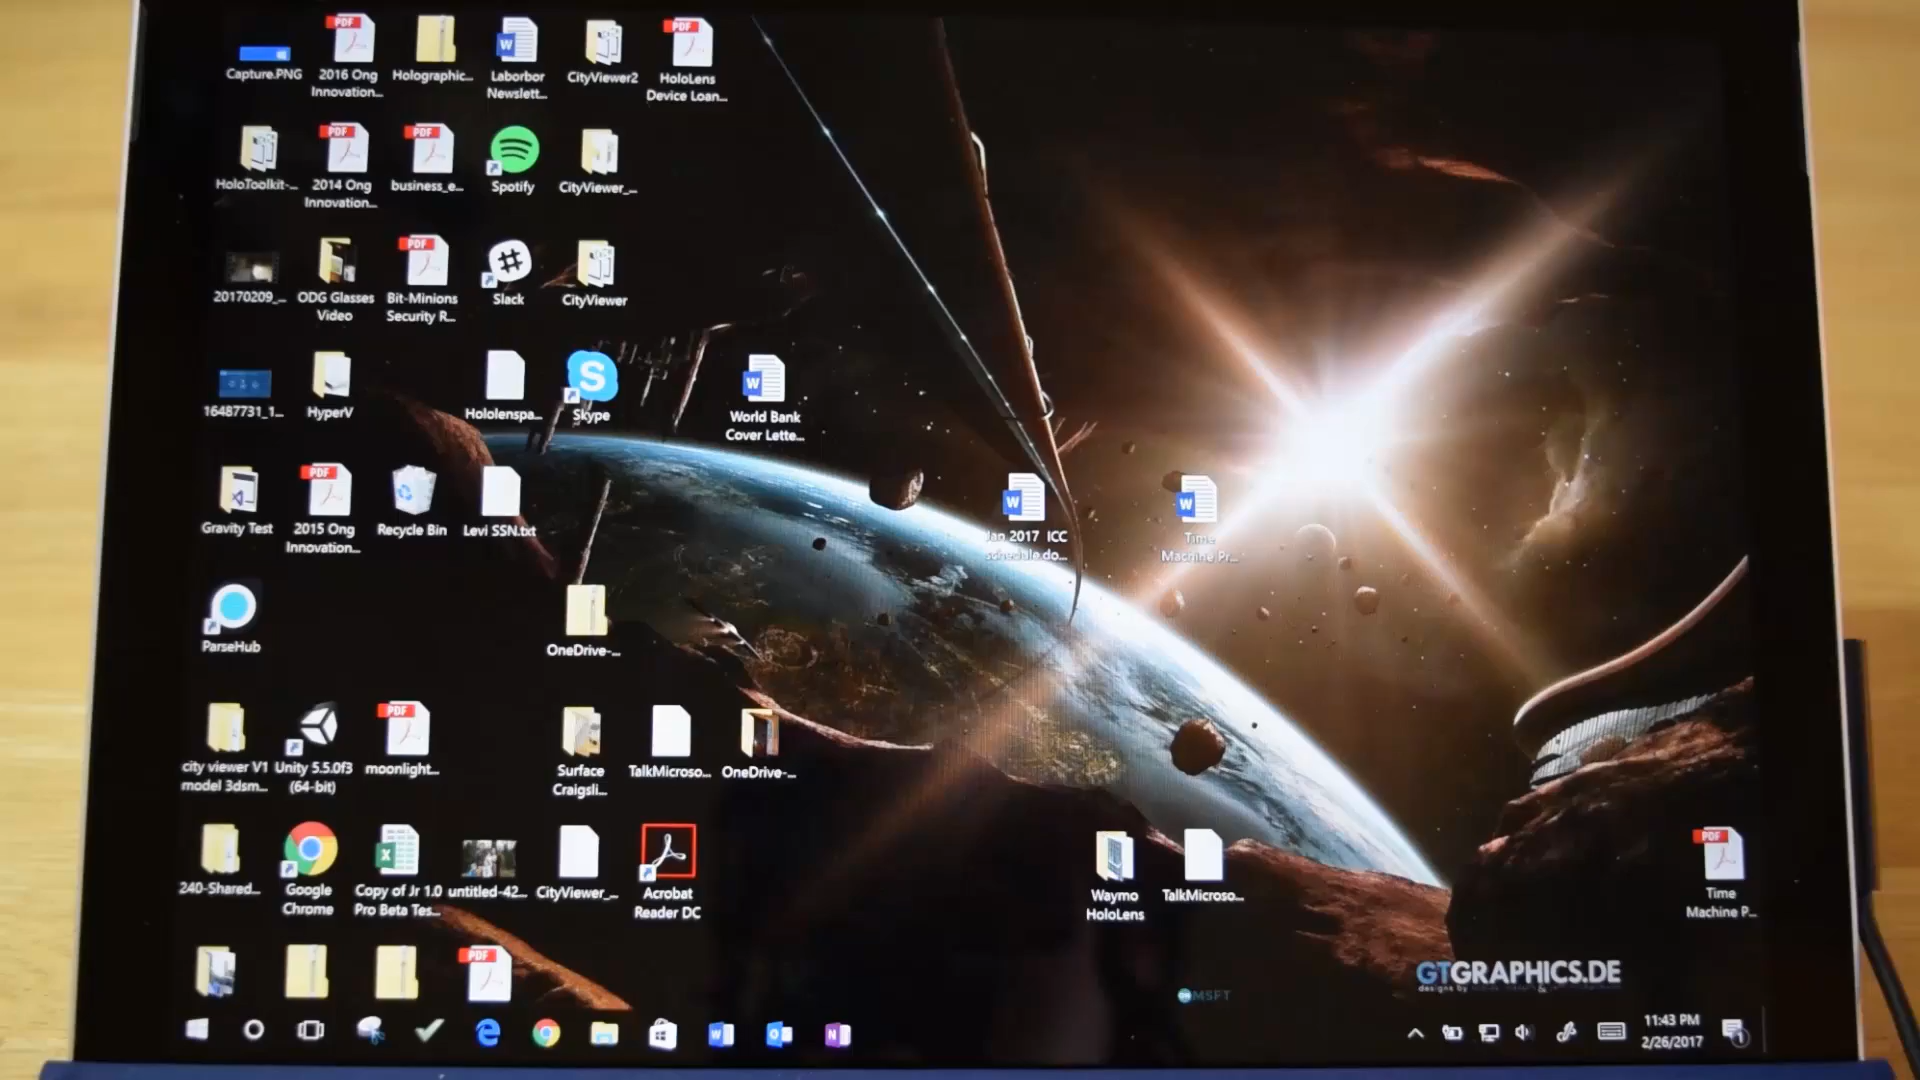 Capture.PNG
2016 Ong
Innovation...
Holographic...
Laborbor
Newslett...
CityViewer2
HoloLens
Device Loan...
HoloToolkit-...
2014 Ong
Innovation...
business_e...
Spotify
CityViewer_...
20170209_...
ODG Glasses
Video
Bit-Minions
Security R...
Slack
CityViewer
16487731_1...
HyperV
Hololenspa...
Skype
World Bank
Cover Lette...
Gravity Test
2015 Ong
Innovation...
Recycle Bin
Levi SSN.txt
Jan 2017 ICC
schedule.do...
Time
Machine Pr...
ParseHub
OneDrive-...
city viewer V1
model 3dsm...
Unity 5.5.0f3
(64-bit)
moonlight...
Surface
Craigsli...
TalkMicroso...
OneDrive-...
240-Shared...
Google
Chrome
Copy of Jr 1.0
Pro Beta Tes...
untitled-42...
CityViewer_...
Acrobat
Reader DC
Waymo
HoloLens
TalkMicroso...
Time
Machine P...
GTGRAPHICS.DE
designs by
MSFT
11:43 PM
2/26/2017